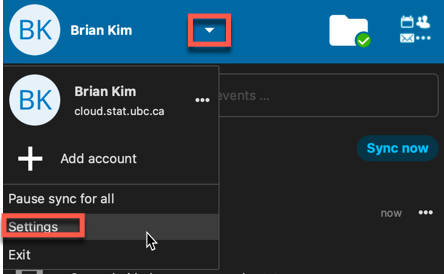 BK
Brian Kim
BK
Brian Kim
cloud.stat.ubc.ca
events ...
Add account
Sync now
Pause sync for all
now
Settings
Exit